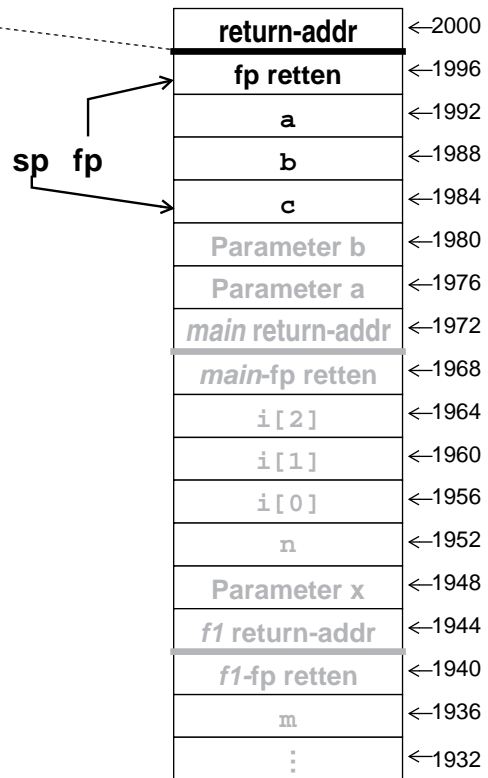 return-addr ←2000
fp retten ←1996
a ←1992
b ←1988
sp fp
c ←1984
Parameter b ←1980
Parameter a ←1976
main return-addr ←1972
main-fp retten ←1968
i[2] ←1964
i[1] ←1960
i[0] ←1956
n ←1952
Parameter x ←1948
f1 return-addr ←1944
f1-fp retten ←1940
m ←1936
⋮ ←1932